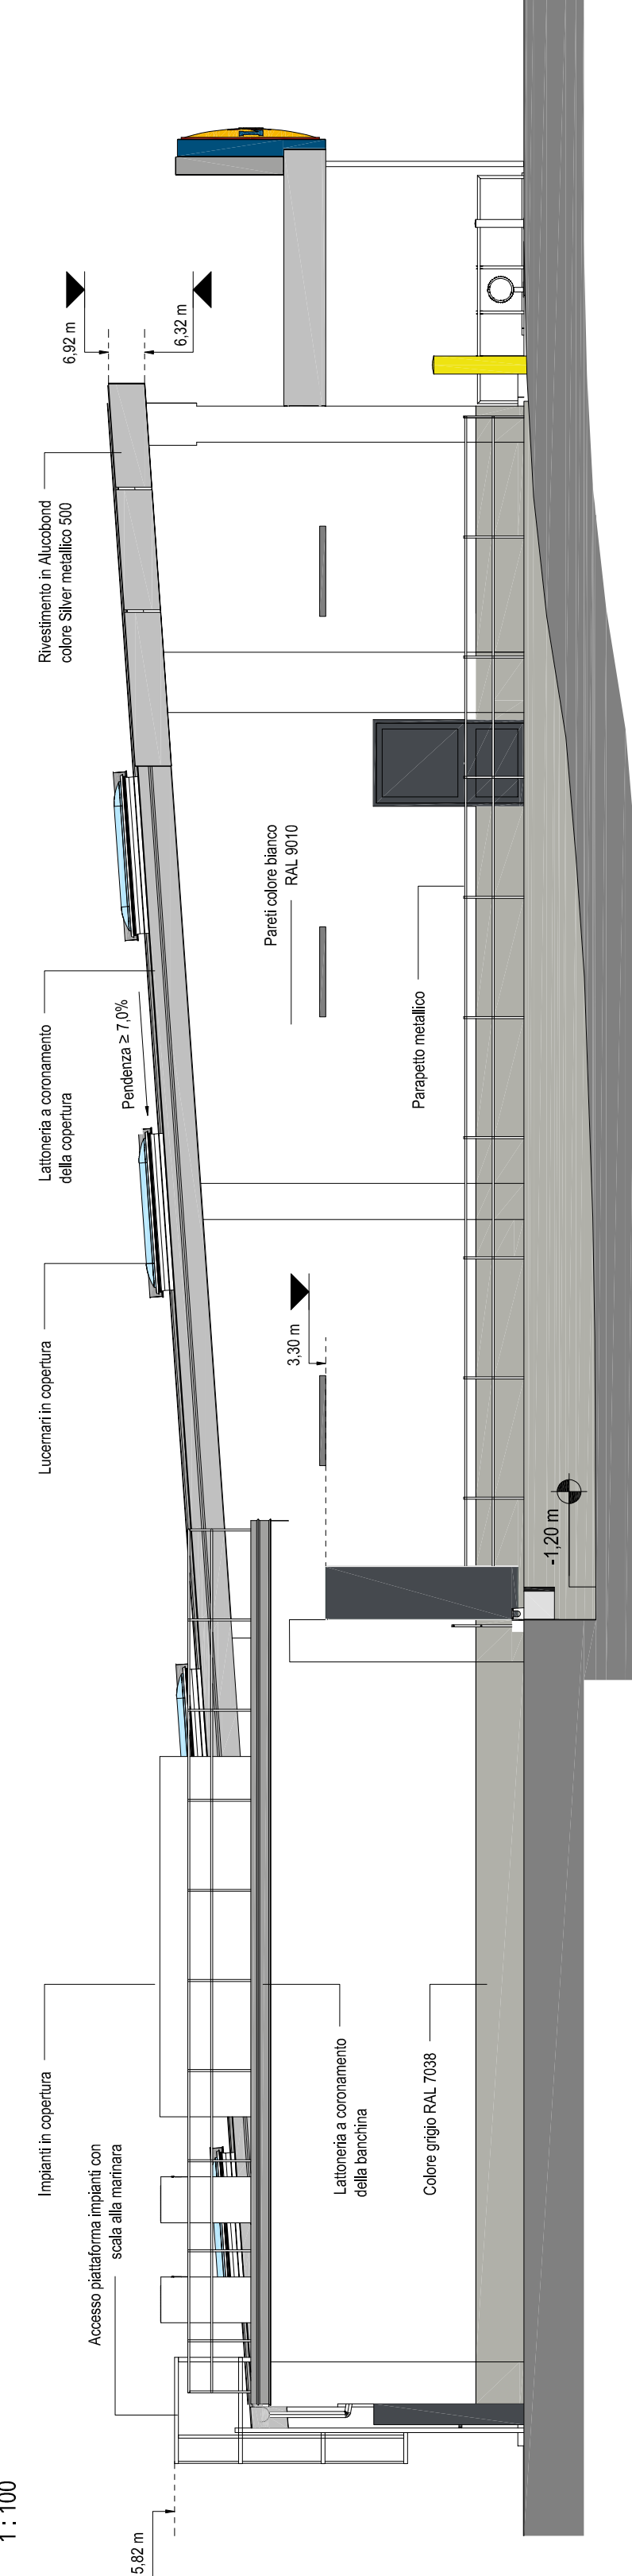 1 : 100
5,82 m
Accesso piattaforma impianti con
scala alla marinara
Impianti in copertura
Lattoneria a coronamento
della banchina
Colore grigio RAL 7038
Lucernari in copertura
3,30 m
-1,20 m
Lattoneria a coronamento
della copertura
Pendenza ≥ 7,0%
Pareti colore bianco
RAL 9010
Parapetto metallico
Rivestimento in Alucobond
colore Silver metallico 500
6,92 m
6,32 m